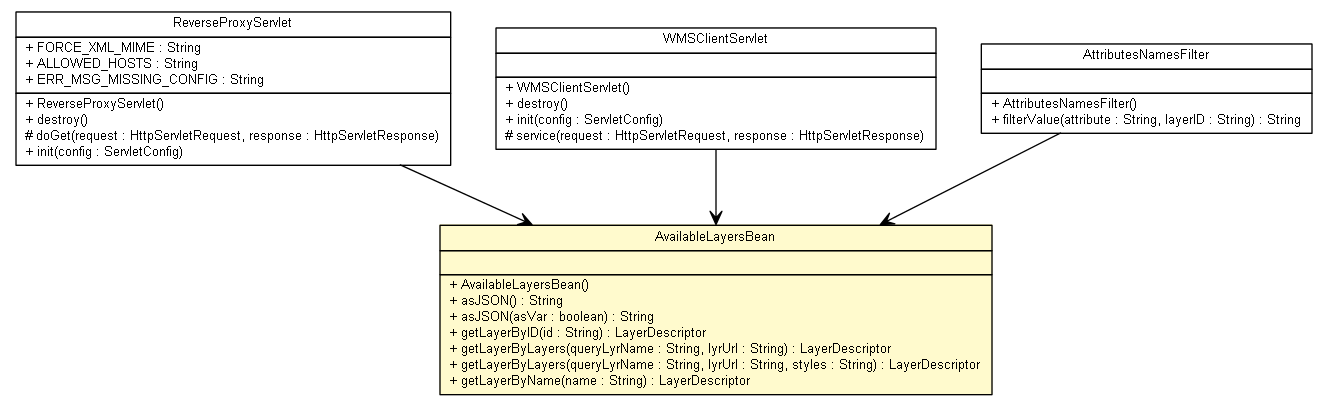 ReverseProxyServlet
+ FORCE_XML_MIME : String
+ ALLOWED_HOSTS : String
+ ERR_MSG_MISSING_CONFIG : String
+ ReverseProxyServlet()
+ destroy()
# doGet(request : HttpServletRequest, response : HttpServletResponse)
+ init(config : ServletConfig)
WMSClientServlet
+ WMSClientServlet()
+ destroy()
+ init(config : ServletConfig)
# service(request : HttpServletRequest, response : HttpServletResponse)
AttributesNamesFilter
+ AttributesNamesFilter()
+ filterValue(attribute : String, layerID : String) : String
AvailableLayersBean
+ AvailableLayersBean()
+ asJSON() : String
+ asJSON(asVar : boolean) : String
+ getLayerByID(id : String) : LayerDescriptor
+ getLayerByLayers(queryLyrName : String, lyrUrl : String) : LayerDescriptor
+ getLayerByLayers(queryLyrName : String, lyrUrl : String, styles : String) : LayerDescriptor
+ getLayerByName(name : String) : LayerDescriptor